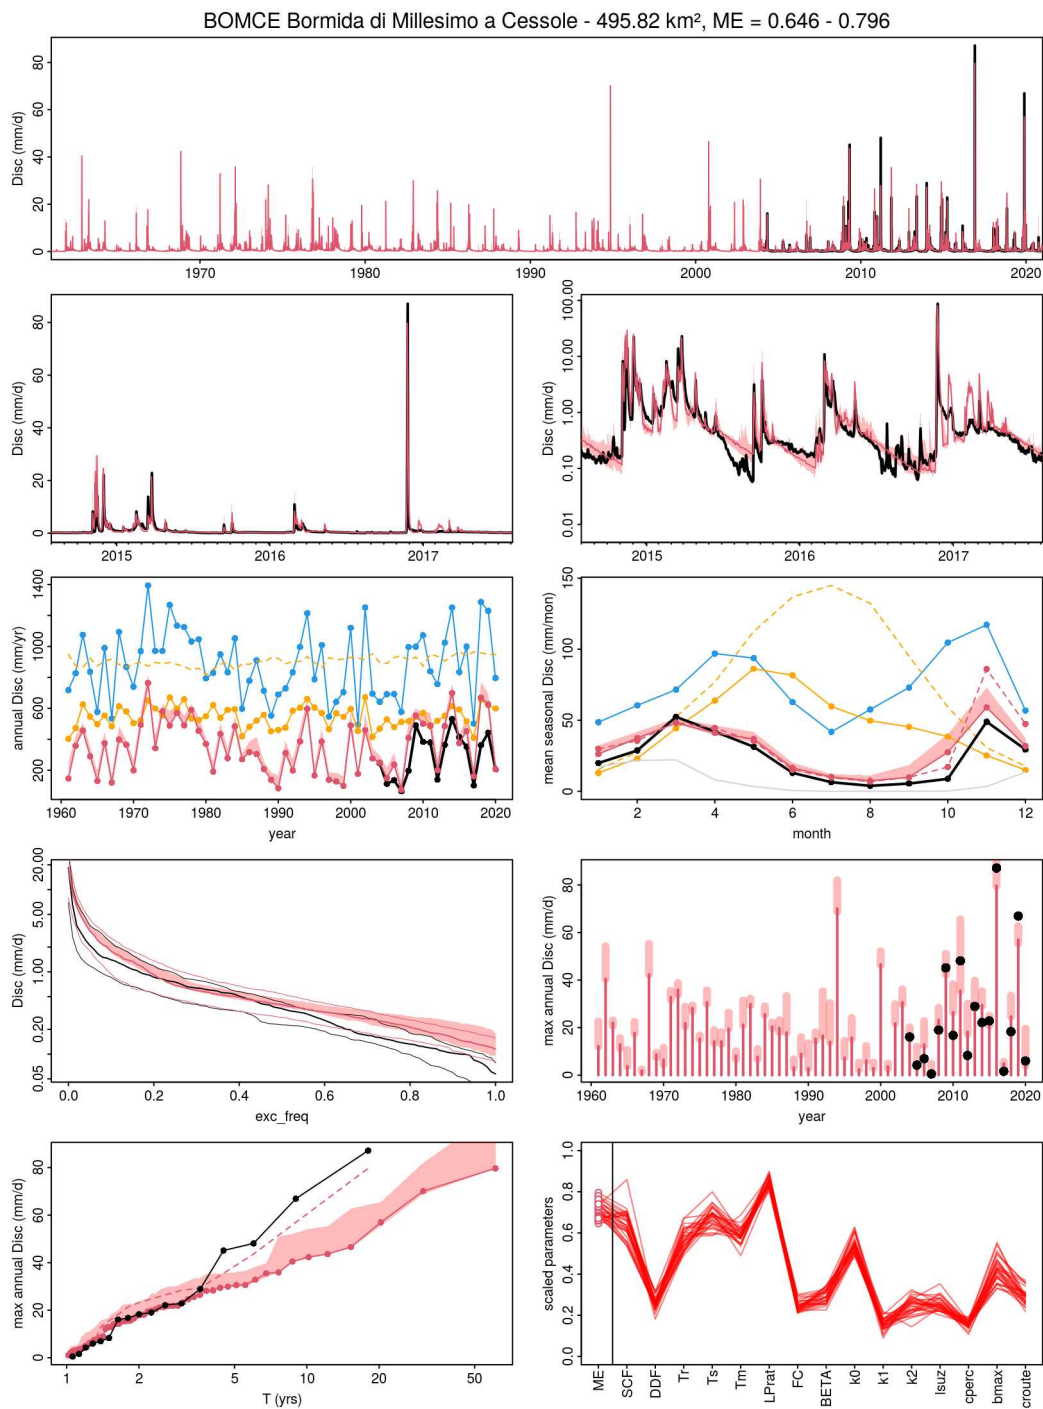 BOMCE Bormida di Millesimo a Cessole - 495.82 km², ME = 0.646 - 0.796
Disc (mm/d)
80
60
40
20
0
1970 1980 1990 2000 2010 2020
Disc (mm/d)
80
60
40
20
0
2015 2016 2017
Disc (mm/d)
100.00
10.00
1.00
0.10
0.01
2015 2016 2017
annual Disc (mm/yr)
1400
1000
600
200
1960 1970 1980 1990 2000 2010 2020
year
mean seasonal Disc (mm/mon)
150
100
50
0
2 4 6 8 10 12
month
Disc (mm/d)
20.00
5.00
1.00
0.20
0.05
0.0 0.2 0.4 0.6 0.8 1.0
exc_freq
max annual Disc (mm/d)
80
60
40
20
0
1960 1970 1980 1990 2000 2010 2020
year
max annual Disc (mm/d)
80
60
40
20
0
1 2 5 10 20 50
T (yrs)
scaled parameters
1.0
0.8
0.6
0.4
0.2
0.0
ME SCF DDF Tr Ts Tm LPrat FC BETA k0 k1 k2 lsuz cperc bmax croute